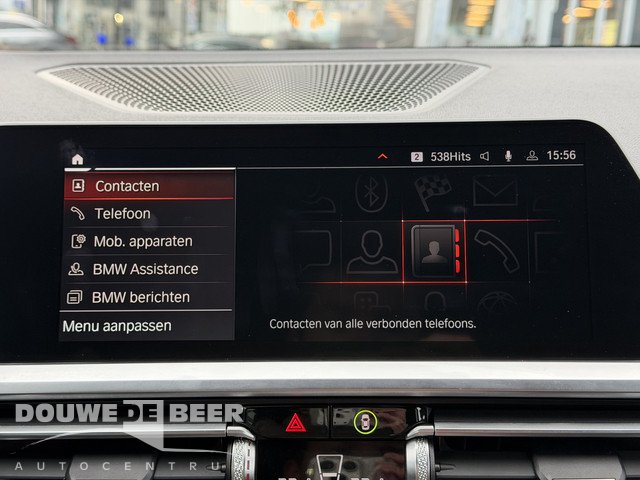 2 538Hits 15:56
Contacten
Telefoon
Mob. apparaten
BMW Assistance
BMW berichten
Menu aanpassen
Contacten van alle verbonden telefoons.
DOUWE DE BEER
AUTOCENTRUM